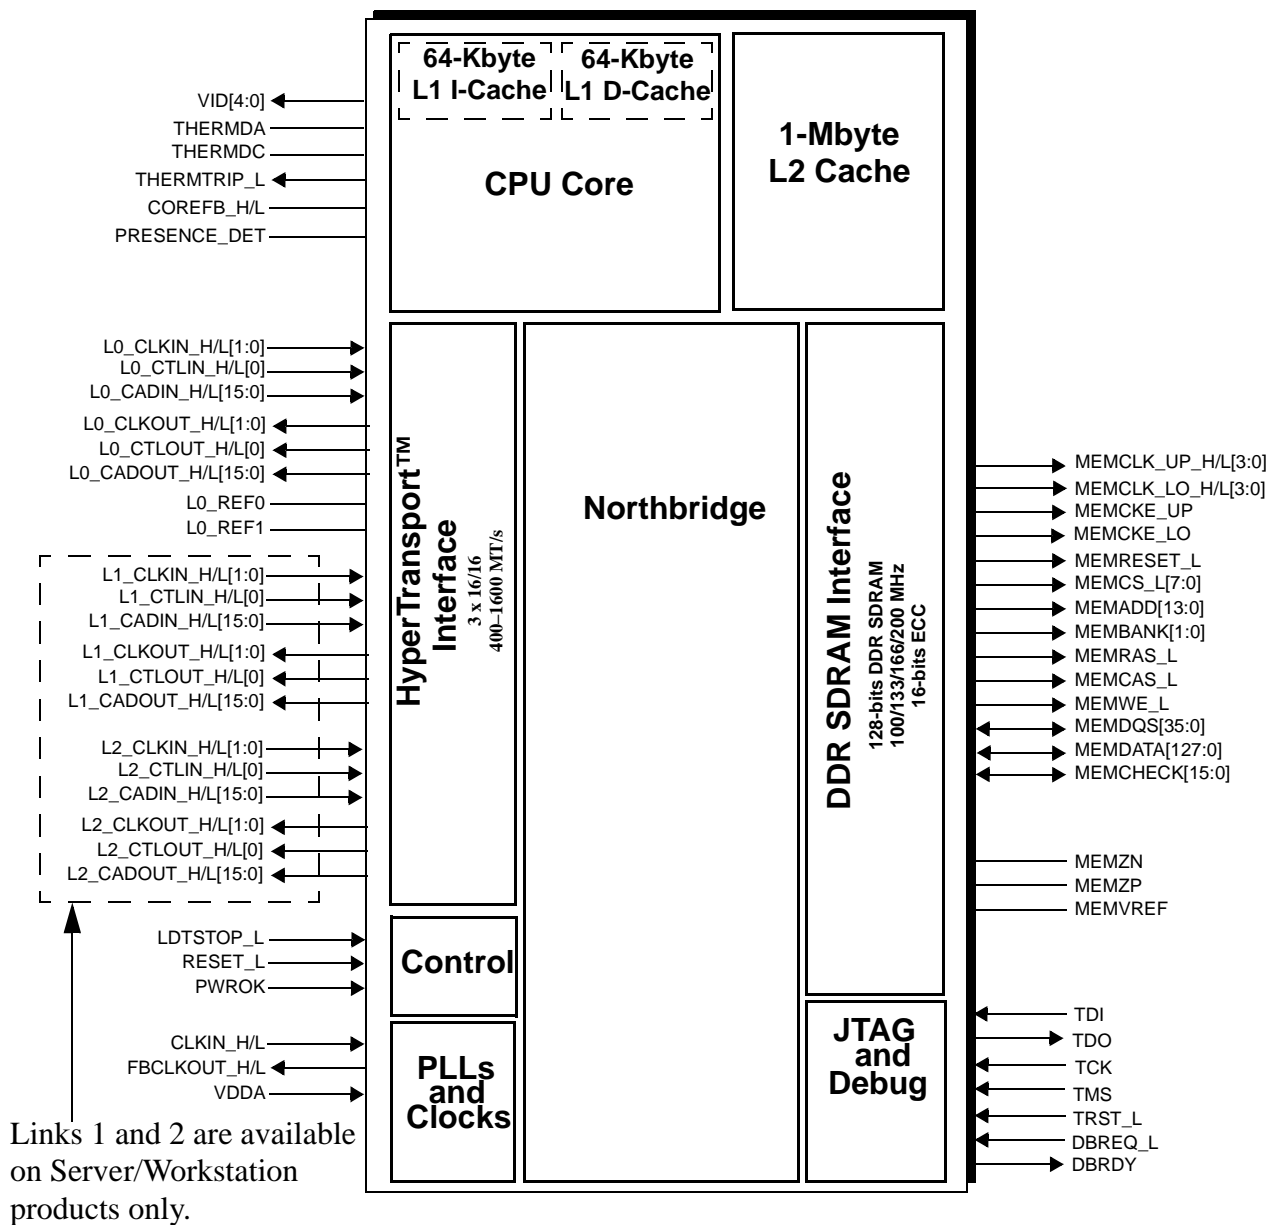 64-Kbyte
L1 I-Cache
64-Kbyte
L1 D-Cache
CPU Core
1-Mbyte
L2 Cache
VID[4:0]
THERMDA
THERMDC
THERMTRIP_L
COREFB_H/L
PRESENCE_DET
L0_CLKIN_H/L[1:0]
L0_CTLIN_H/L[0]
L0_CADIN_H/L[15:0]
L0_CLKOUT_H/L[1:0]
L0_CTLOUT_H/L[0]
L0_CADOUT_H/L[15:0]
L0_REF0
L0_REF1
L1_CLKIN_H/L[1:0]
L1_CTLIN_H/L[0]
L1_CADIN_H/L[15:0]
L1_CLKOUT_H/L[1:0]
L1_CTLOUT_H/L[0]
L1_CADOUT_H/L[15:0]
L2_CLKIN_H/L[1:0]
L2_CTLIN_H/L[0]
L2_CADIN_H/L[15:0]
L2_CLKOUT_H/L[1:0]
L2_CTLOUT_H/L[0]
L2_CADOUT_H/L[15:0]
LDTSTOP_L
RESET_L
PWROK
CLKIN_H/L
FBCLKOUT_H/L
VDDA
Links 1 and 2 are available
on Server/Workstation
products only.
HyperTransport™
Interface
3 x 16/16
400–1600 MT/s
Control
PLLs
and
Clocks
Northbridge
DDR SDRAM Interface
128-bits DDR SDRAM
100/133/166/200 MHz
16-bits ECC
JTAG
and
Debug
MEMCLK_UP_H/L[3:0]
MEMCLK_LO_H/L[3:0]
MEMCKE_UP
MEMCKE_LO
MEMRESET_L
MEMCS_L[7:0]
MEMADD[13:0]
MEMBANK[1:0]
MEMRAS_L
MEMCAS_L
MEMWE_L
MEMDQS[35:0]
MEMDATA[127:0]
MEMCHECK[15:0]
MEMZN
MEMZP
MEMVREF
TDI
TDO
TCK
TMS
TRST_L
DBREQ_L
DBRDY